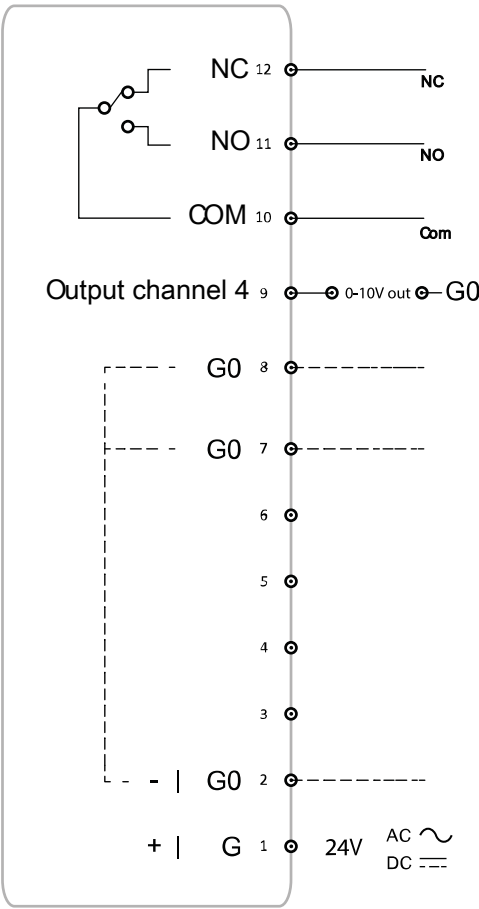 NC 12 NC
NO 11 NO
COM 10 Com
Output channel 4 9 0-10V out G0
G0 8
G0 7
6
5
4
3
- | G0 2
+ | G 1 24V AC
DC